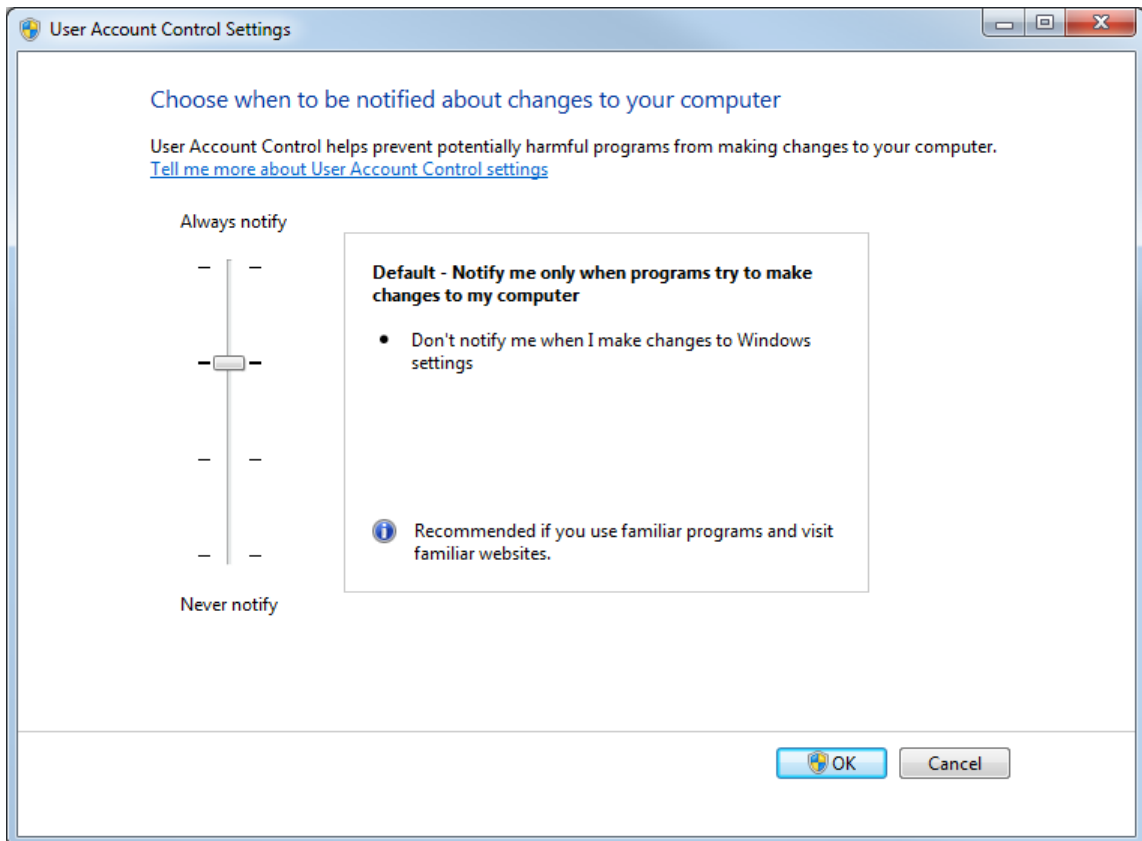 User Account Control Settings
Choose when to be notified about changes to your computer
User Account Control helps prevent potentially harmful programs from making changes to your computer.
Tell me more about User Account Control settings
Always notify
Default - Notify me only when programs try to make
changes to my computer
• Don't notify me when I make changes to Windows
settings
Recommended if you use familiar programs and visit
familiar websites.
Never notify
OK
Cancel